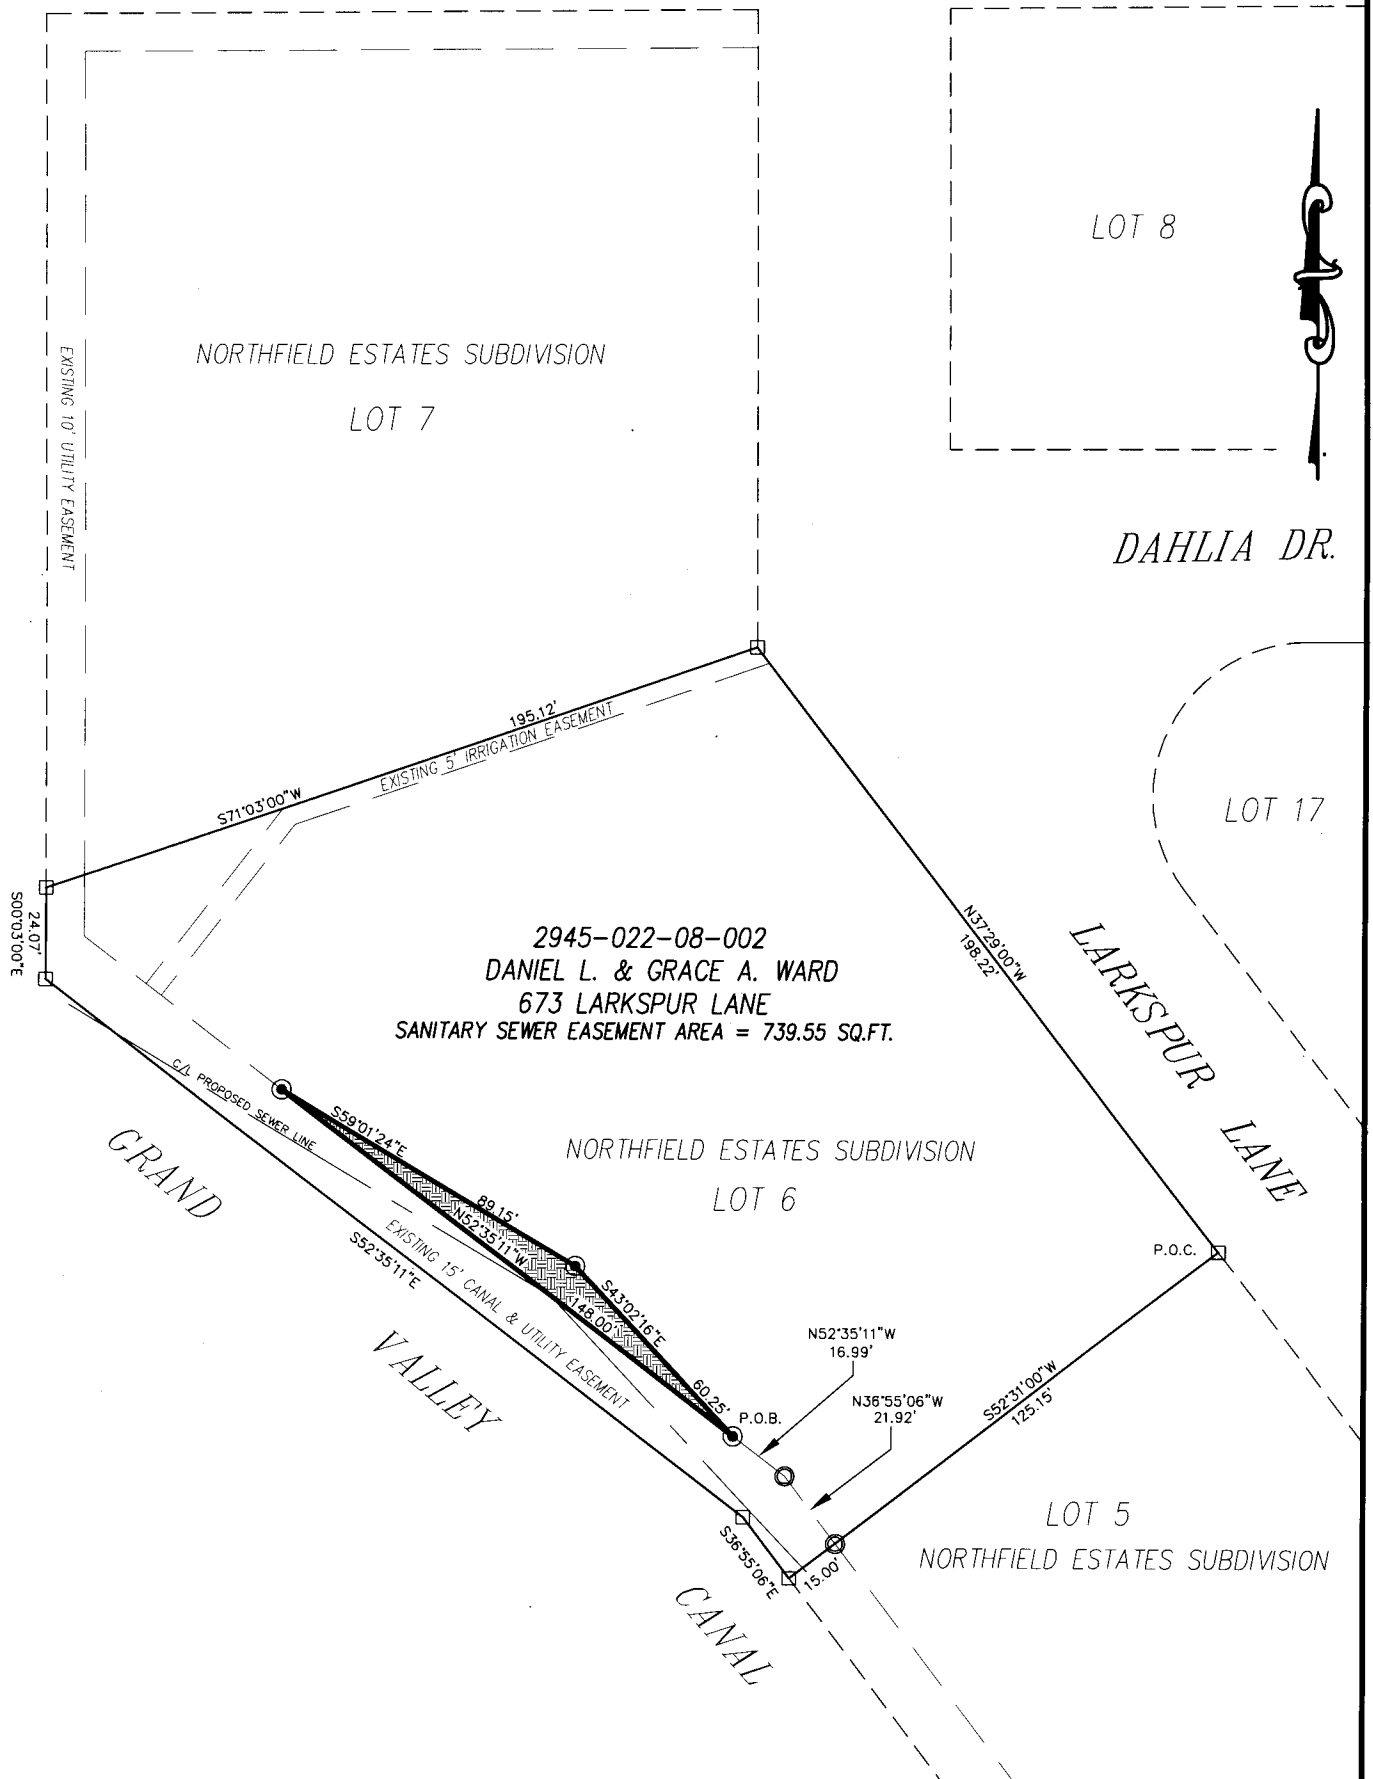 LOT 8
NORTHFIELD ESTATES SUBDIVISION
LOT 7
EXISTING 10' UTILITY EASEMENT
DAHLIA DR.
195.12'
EXISTING 5' IRRIGATION EASEMENT
S71°03'00"W
LOT 17
24.07'
S00°03'00"E
N37°29'00"W
198.22'
LARKSPUR LANE
2945-022-08-002
DANIEL L. & GRACE A. WARD
673 LARKSPUR LANE
SANITARY SEWER EASEMENT AREA = 739.55 SQ.FT.
C/L PROPOSED SEWER LINE
S59°01'24"E
89.15'
NORTHFIELD ESTATES SUBDIVISION
LOT 6
GRAND VALLEY CANAL
N52°35'11"W
148.00'
S52°35'11"E
EXISTING 15' CANAL & UTILITY EASEMENT
S43°02'16"E
60.25'
P.O.C.
N52°35'11"W
16.99'
N36°55'06"W
21.92'
S52°31'00"W
125.15'
P.O.B.
LOT 5
NORTHFIELD ESTATES SUBDIVISION
S36°55'06"E
15.00'